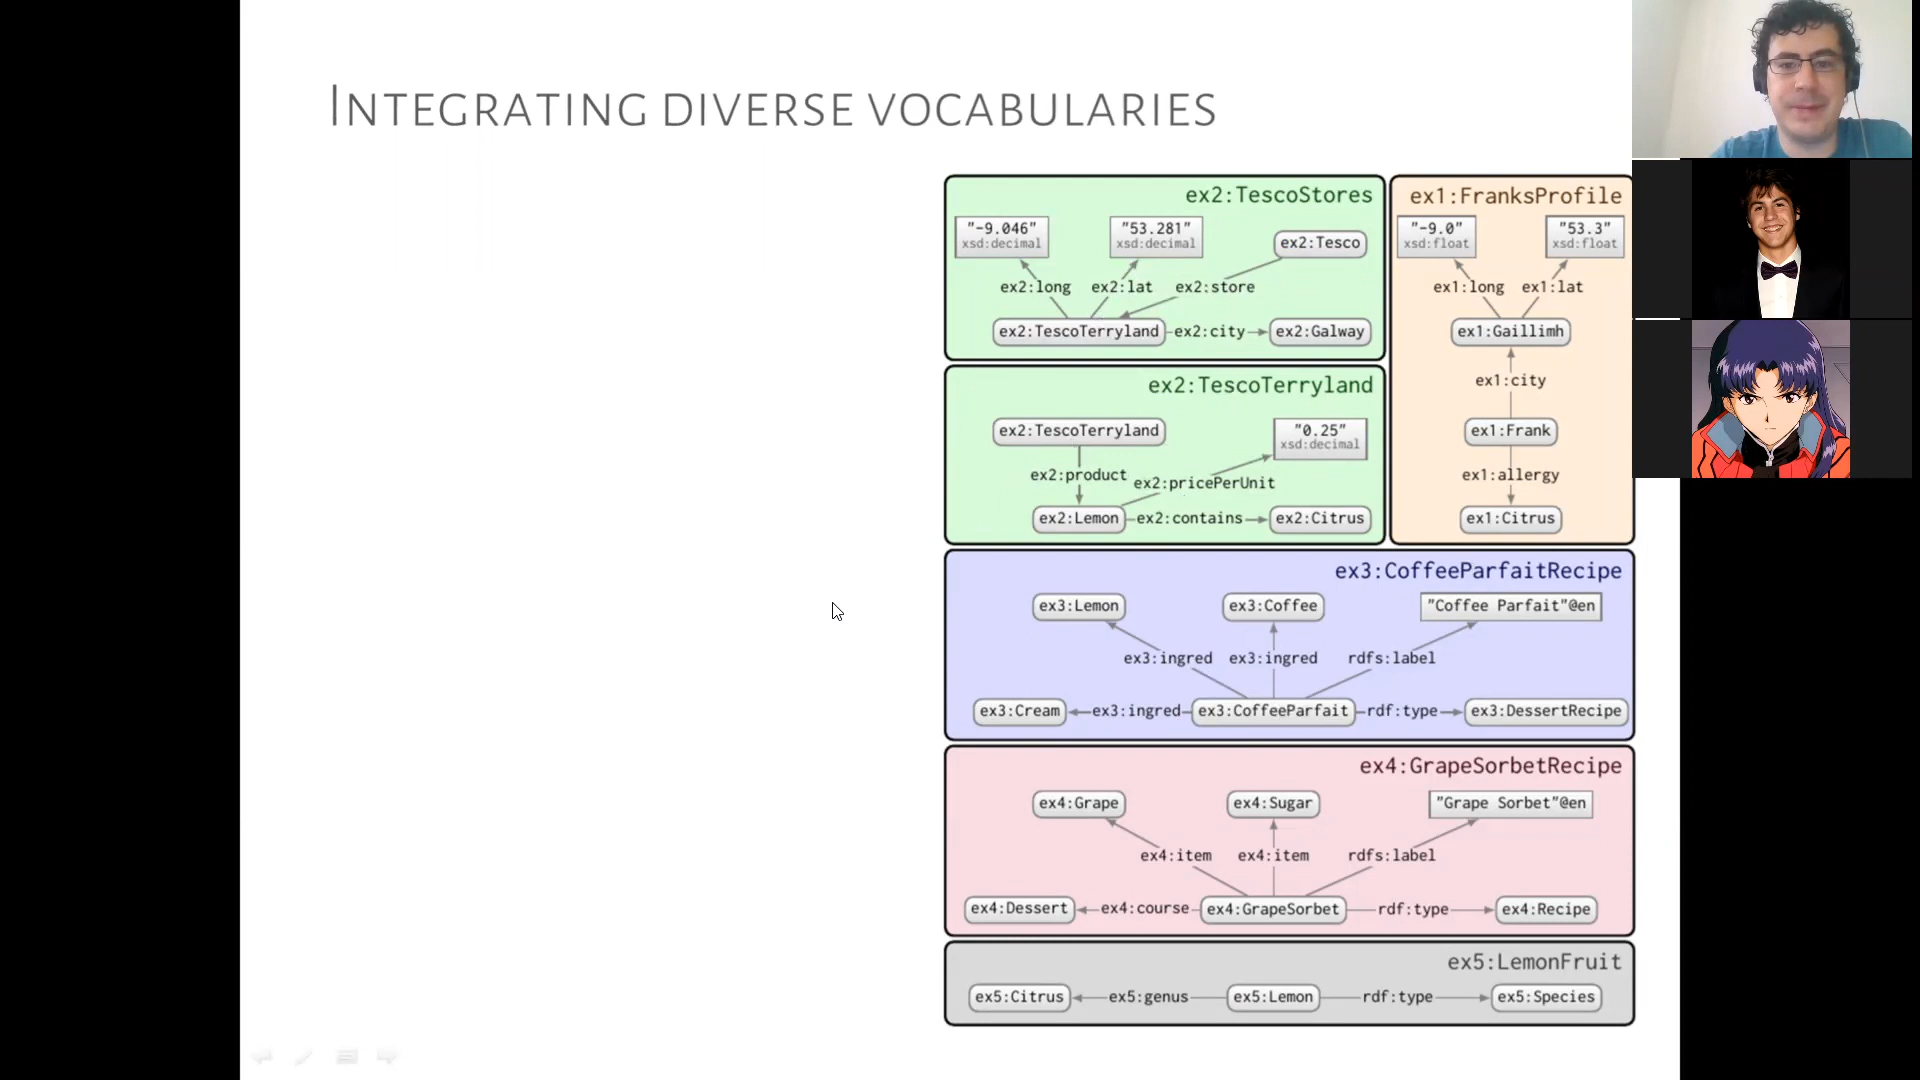 INTEGRATING DIVERSE VOCABULARIES
ex2:TescoStores
"-9.046"
xsd:decimal
"53.281"
xsd:decimal
ex2:Tesco
ex2:long
ex2:lat
ex2:store
ex2:TescoTerryland
ex2:city
ex2:Galway
ex1:FranksProfile
"-9.0"
xsd:float
"53.3"
xsd:float
ex1:long
ex1:lat
ex1:Gaillimh
ex1:city
ex1:Frank
ex1:allergy
ex1:Citrus
ex2:TescoTerryland
ex2:TescoTerryland
"0.25"
xsd:decimal
ex2:product
ex2:pricePerUnit
ex2:Lemon
ex2:contains
ex2:Citrus
ex3:CoffeeParfaitRecipe
ex3:Lemon
ex3:Coffee
"Coffee Parfait"@en
ex3:ingred
ex3:ingred
rdfs:label
ex3:Cream
ex3:ingred
ex3:CoffeeParfait
rdf:type
ex3:DessertRecipe
ex4:GrapeSorbetRecipe
ex4:Grape
ex4:Sugar
"Grape Sorbet"@en
ex4:item
ex4:item
rdfs:label
ex4:Dessert
ex4:course
ex4:GrapeSorbet
rdf:type
ex4:Recipe
ex5:LemonFruit
ex5:Citrus
ex5:genus
ex5:Lemon
rdf:type
ex5:Species